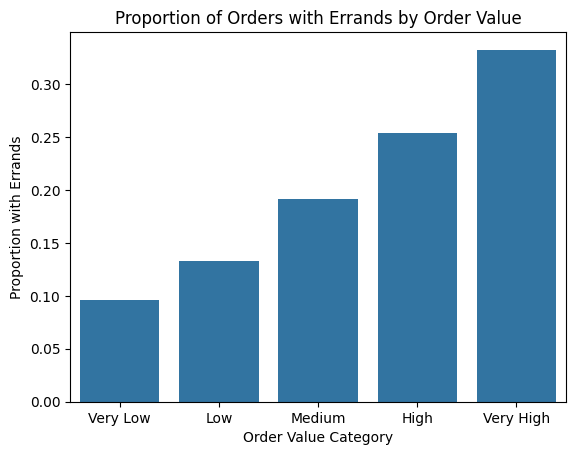 Proportion of Orders with Errands by Order Value
Proportion with Errands
0.30
0.25
0.20
0.15
0.10
0.05
0.00
Very Low Low Medium High Very High
Order Value Category